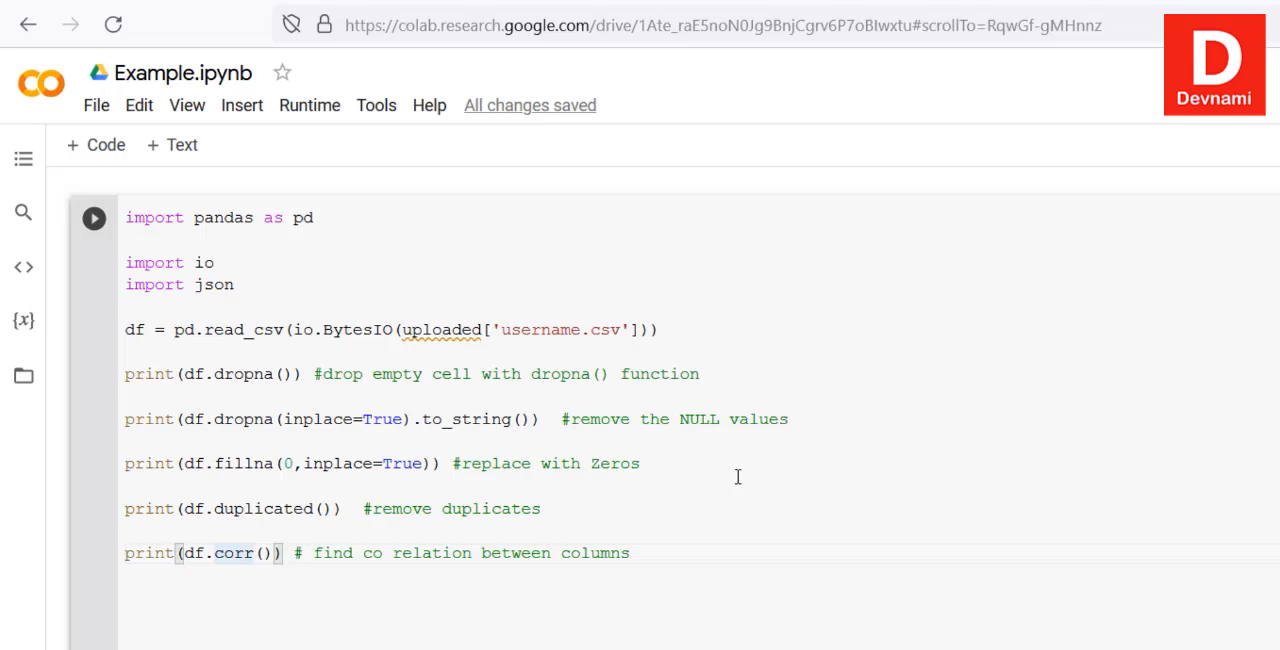 https://colab.research.google.com/drive/1Ate_raE5noN0Jg9BnjCgrv6P7oBIwxtu#scrollTo=RqwGf-gMHnnz
D
Devnami
CO
Example.ipynb
File Edit View Insert Runtime Tools Help All changes saved
+ Code + Text
{x}
import pandas as pd
import io
import json
df = pd.read_csv(io.BytesIO(uploaded['username.csv']))
print(df.dropna()) #drop empty cell with dropna() function
print(df.dropna(inplace=True).to_string())  #remove the NULL values
print(df.fillna(0,inplace=True)) #replace with Zeros
print(df.duplicated())  #remove duplicates
print(df.corr()) # find co relation between columns